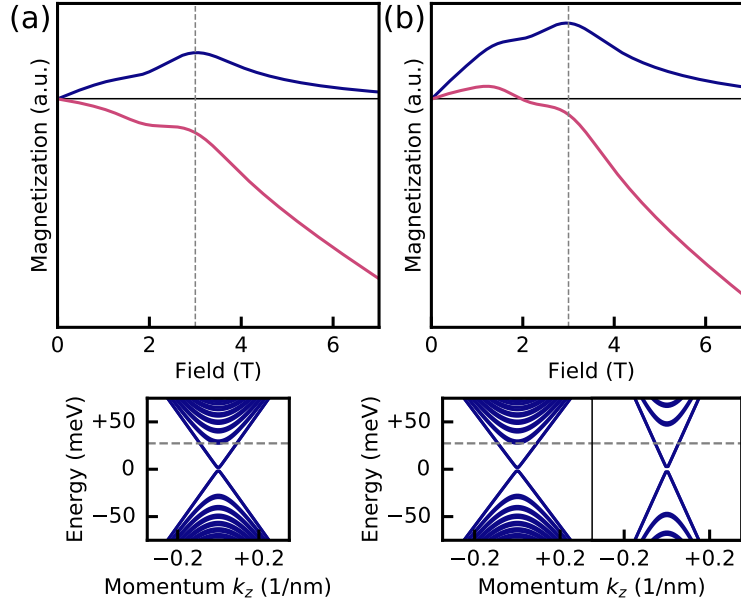 (a)
(b)
Magnetization (a.u.)
Magnetization (a.u.)
0 2 4 6
0 2 4 6
Field (T)
Field (T)
Energy (meV)
+50
0
−50
Energy (meV)
+50
0
−50
−0.2 +0.2
−0.2 +0.2 −0.2 +0.2
Momentum kz (1/nm)
Momentum kz (1/nm)